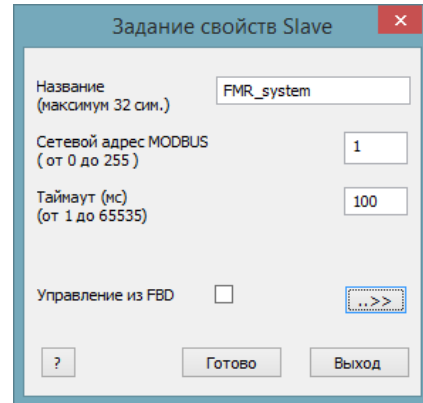 Задание свойств Slave
×
Название
(максимум 32 сим.)
FMR_system
Сетевой адрес MODBUS
( от 0 до 255 )
1
Таймаут (мс)
(от 1 до 65535)
100
Управление из FBD
..>>
?
Готово
Выход